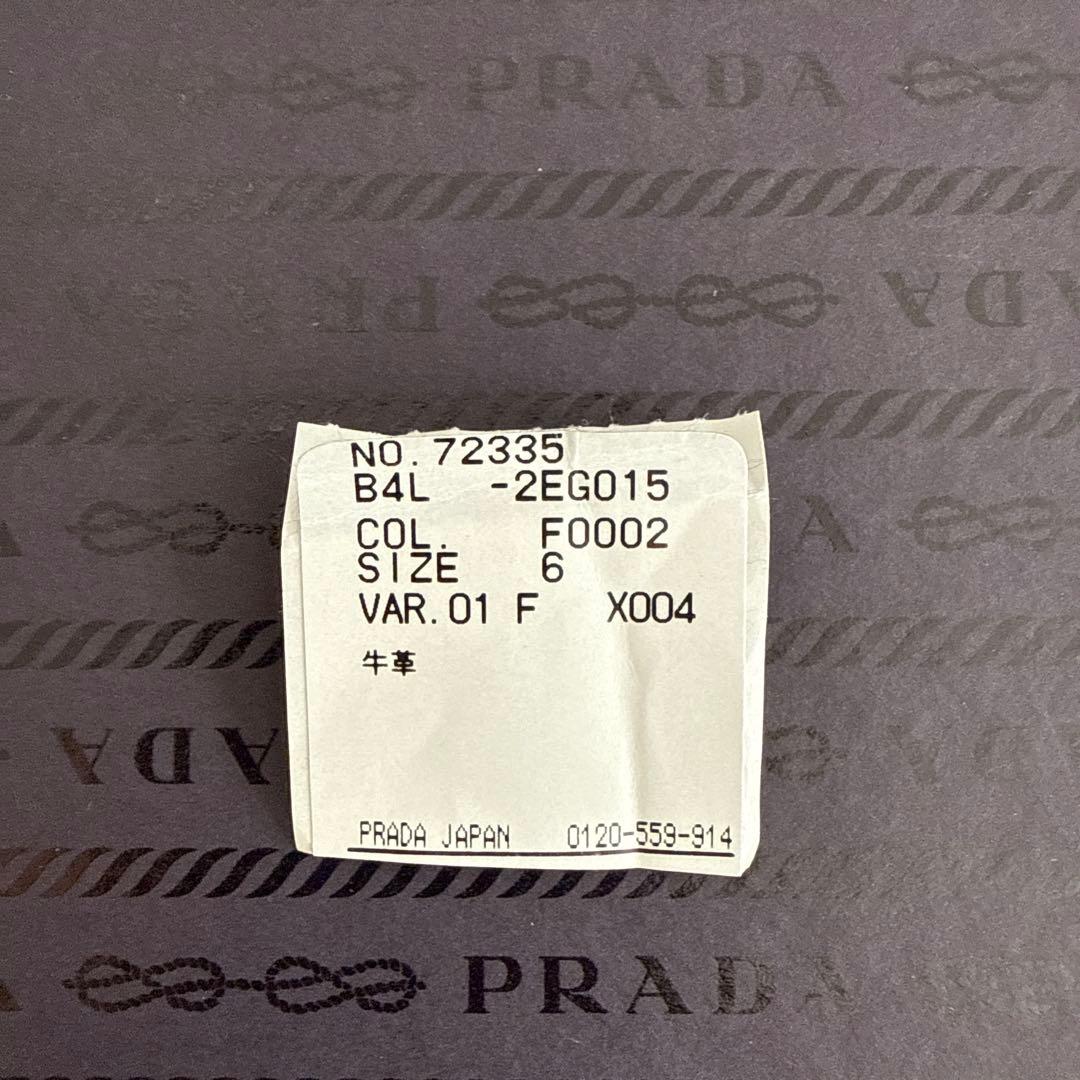 PRADA
PRADA
PRADA
NO. 72335
B4L -2EG015
COL. F0002
SIZE 6
VAR. 01 F X004
牛革
PRADA JAPAN 0120-559-914
PRADA